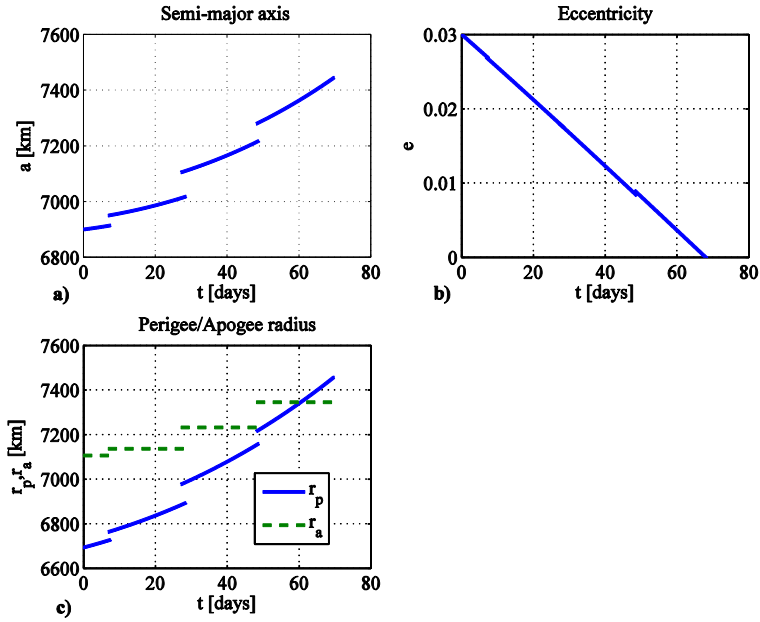 Semi-major axis
7600
7400
7200
7000
6800
a [km]
0 20 40 60 80
t [days]
a)
Eccentricity
0.03
0.02
0.01
0
e
0 20 40 60 80
t [days]
b)
Perigee/Apogee radius
7600
7400
7200
7000
6800
6600
r_p,r_a [km]
r_p
r_a
0 20 40 60 80
t [days]
c)